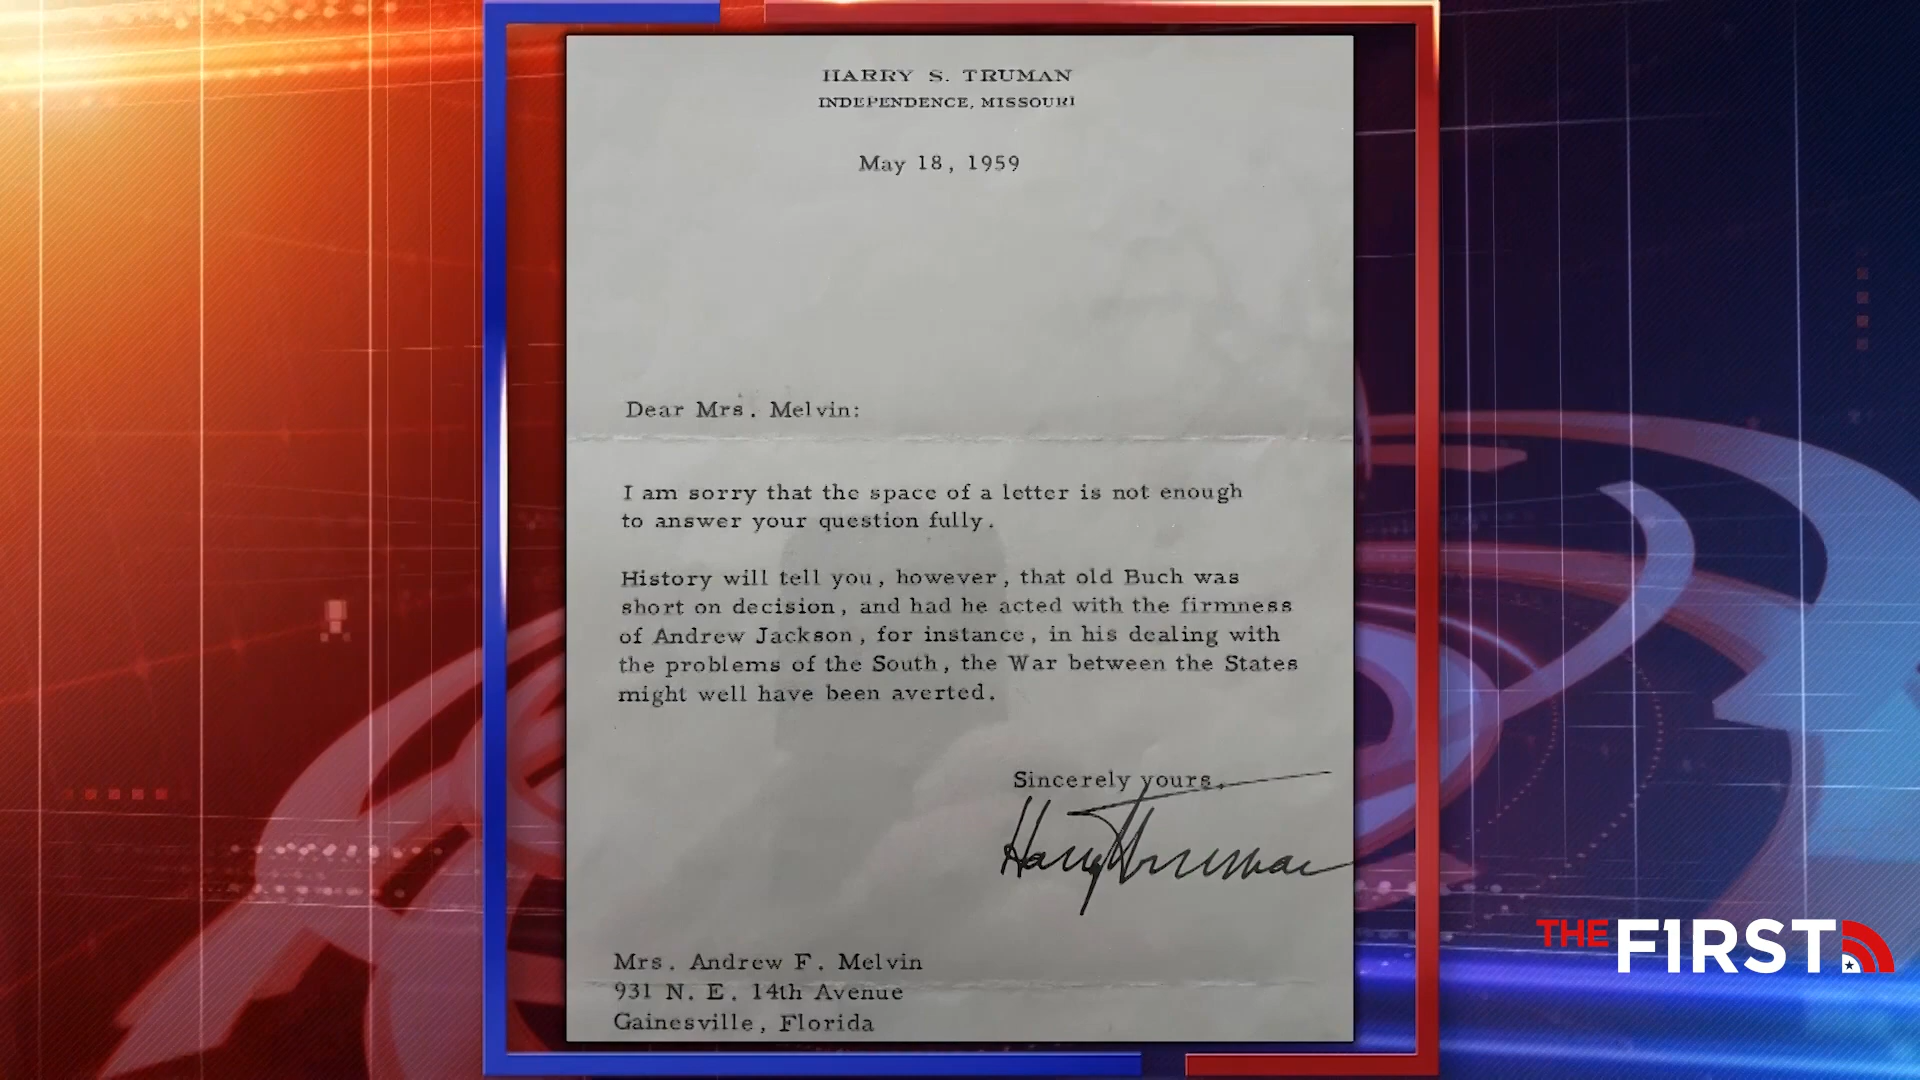 HARRY S. TRUMAN
INDEPENDENCE, MISSOURI
May 18, 1959
Dear Mrs. Melvin:
I am sorry that the space of a letter is not enough
to answer your question fully.
History will tell you, however, that old Buch was
short on decision, and had he acted with the firmness
of Andrew Jackson, for instance, in his dealing with
the problems of the South, the War between the States
might well have been averted.
Sincerely yours,
Harry Truman
Mrs. Andrew F. Melvin
931 N. E. 14th Avenue
Gainesville, Florida
THE FIRST